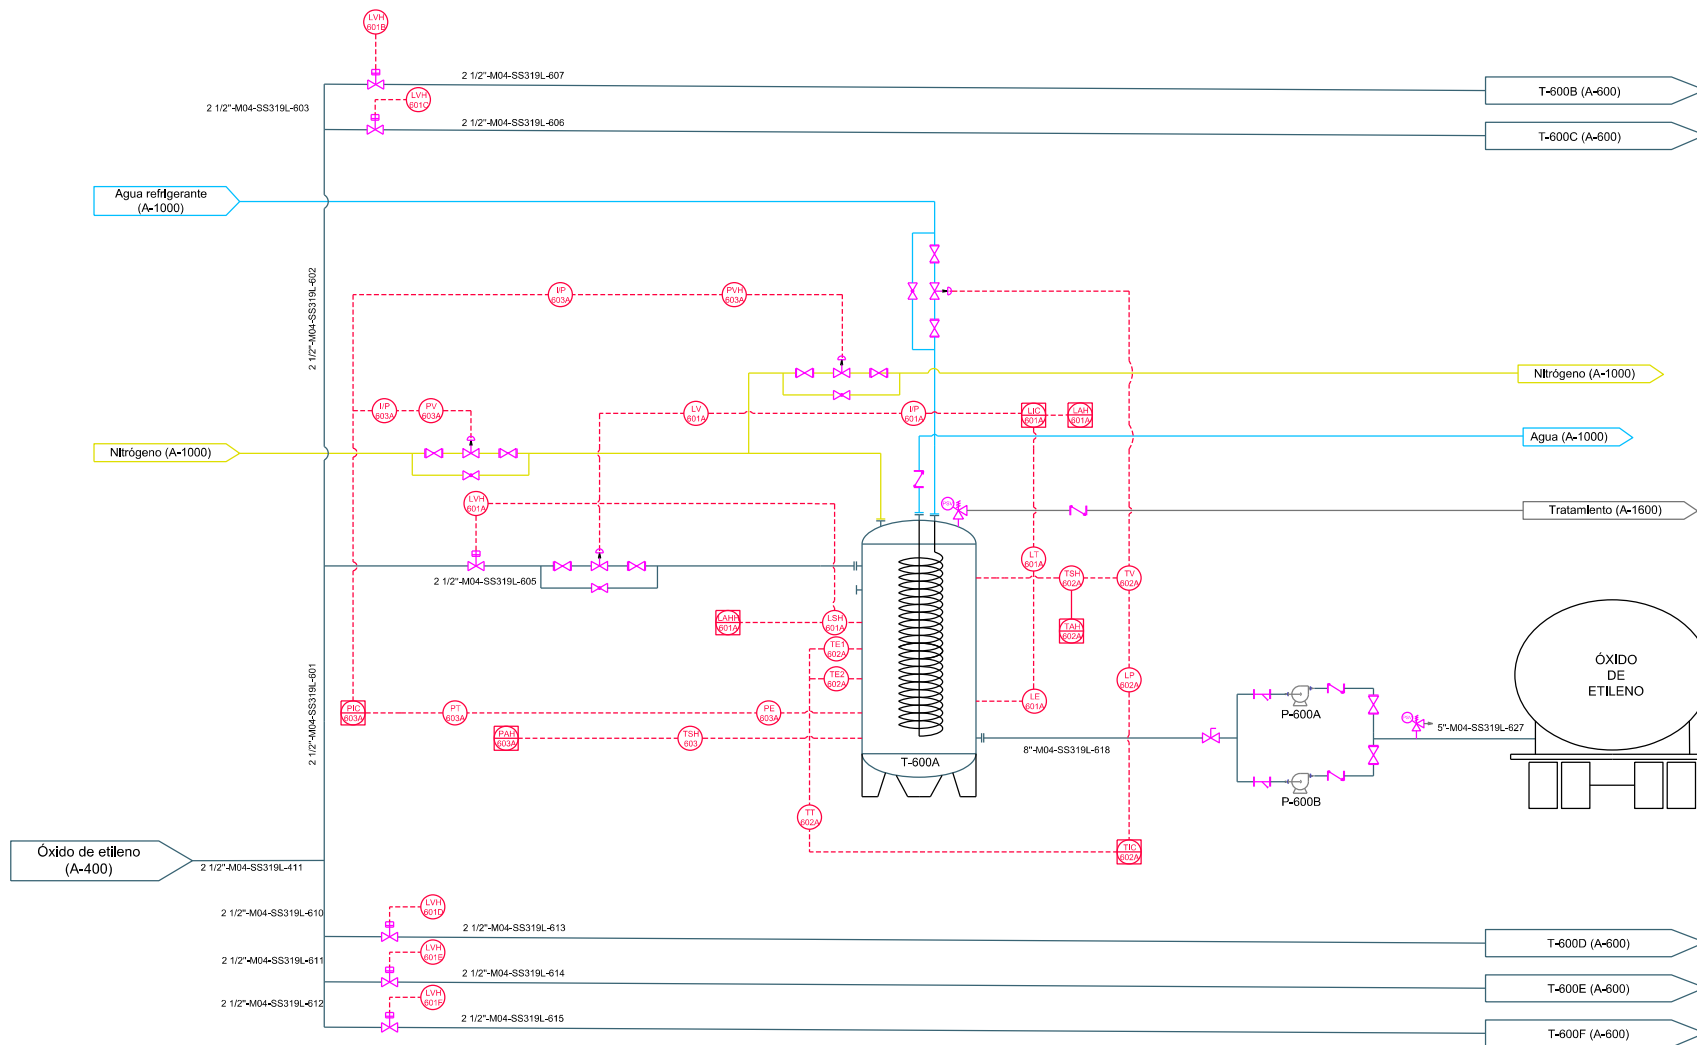 LVH
601B
2 1/2"-M04-SS319L-607
T-600B (A-600)
2 1/2"-M04-SS319L-603
LVH
601C
2 1/2"-M04-SS319L-606
T-600C (A-600)
Agua refrigerante
(A-1000)
2 1/2"-M04-SS319L-602
I/P
603A
PVH
603A
Nitrógeno (A-1000)
I/P
603A
PV
603A
LV
601A
I/P
601A
LIC
601A
LAH
601A
Agua (A-1000)
Nitrógeno (A-1000)
LVH
601A
Tratamiento (A-1600)
2 1/2"-M04-SS319L-605
LT
601A
TSH
602A
TV
602A
LAHH
601A
LSH
601A
TAH
602A
TE1
602A
TE2
602A
ÓXIDO
DE
ETILENO
2 1/2"-M04-SS319L-601
PIC
603A
PT
603A
PE
603A
LE
601A
LP
602A
P-600A
PAH
603A
TSH
603
5"-M04-SS319L-627
8"-M04-SS319L-618
T-600A
P-600B
TT
602A
TIC
602A
Óxido de etileno
(A-400)
2 1/2"-M04-SS319L-411
2 1/2"-M04-SS319L-610
LVH
601D
2 1/2"-M04-SS319L-613
T-600D (A-600)
2 1/2"-M04-SS319L-611
LVH
601E
2 1/2"-M04-SS319L-614
T-600E (A-600)
2 1/2"-M04-SS319L-612
LVH
601F
2 1/2"-M04-SS319L-615
T-600F (A-600)